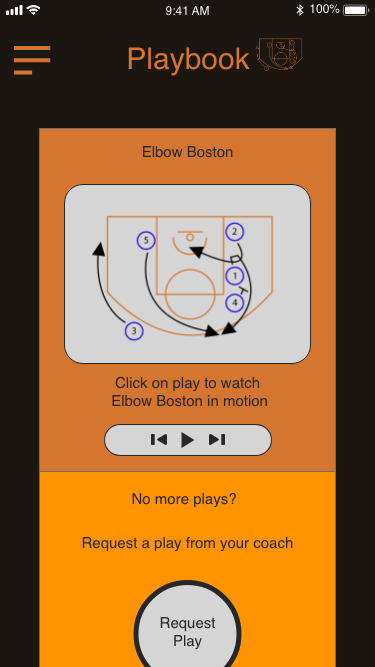 9:41 AM
100%
Playbook
Elbow Boston
2
5
1
4
3
Click on play to watch
Elbow Boston in motion
No more plays?
Request a play from your coach
Request
Play